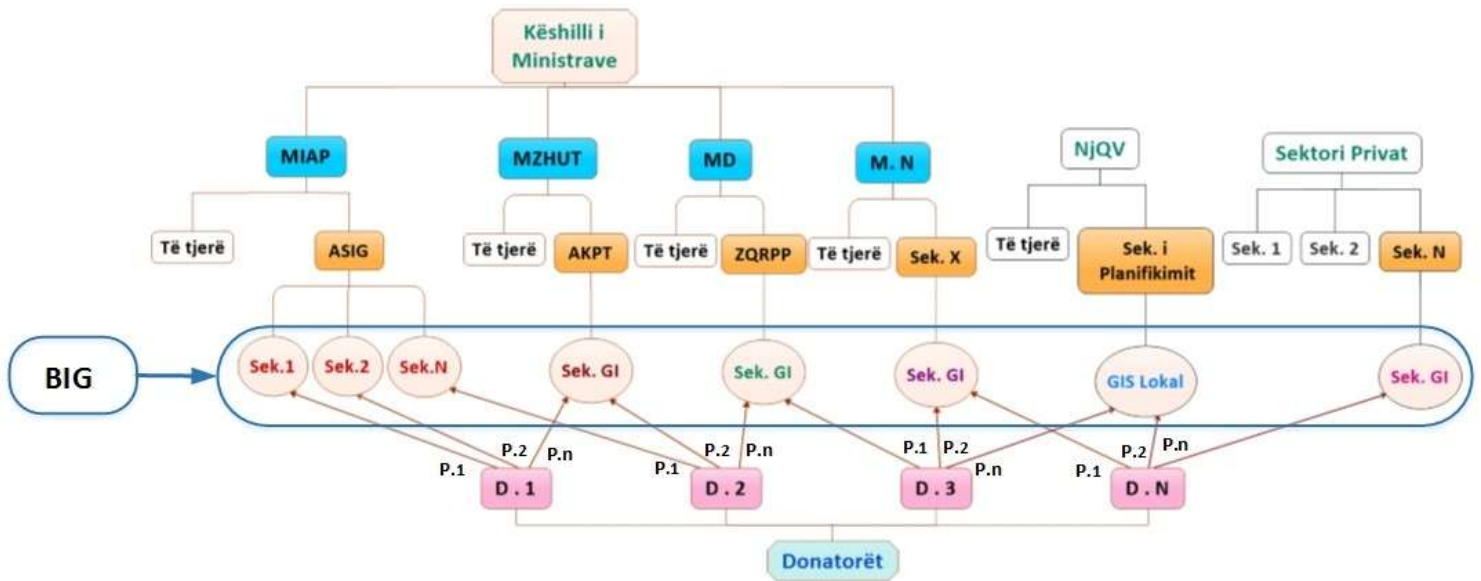 Këshilli i
Ministrave
MIAP
MZHUT
MD
M. N
NjQV
Sektori Privat
Të tjerë
ASIG
Të tjerë
AKPT
Të tjerë
ZQRPP
Të tjerë
Sek. X
Të tjerë
Sek. i
Planifikimit
Sek. 1
Sek. 2
Sek. N
BIG
Sek.1
Sek.2
Sek.N
Sek. GI
Sek. GI
Sek. GI
GIS Lokal
Sek. GI
P.1
P.2
P.n
P.1
P.2
P.n
P.1
P.2
P.n
P.1
P.2
P.n
D . 1
D . 2
D . 3
D . N
Donatorët